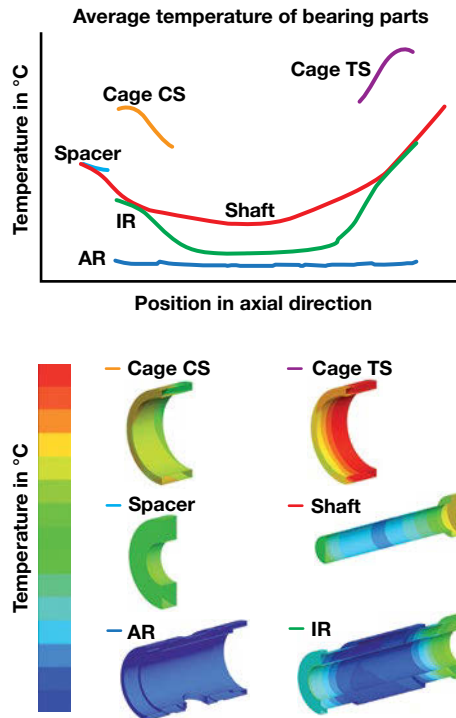 Average temperature of bearing parts
Temperature in °C
Cage CS
Cage TS
Spacer
IR
Shaft
AR
Position in axial direction
Temperature in °C
Cage CS
Cage TS
Spacer
Shaft
AR
IR